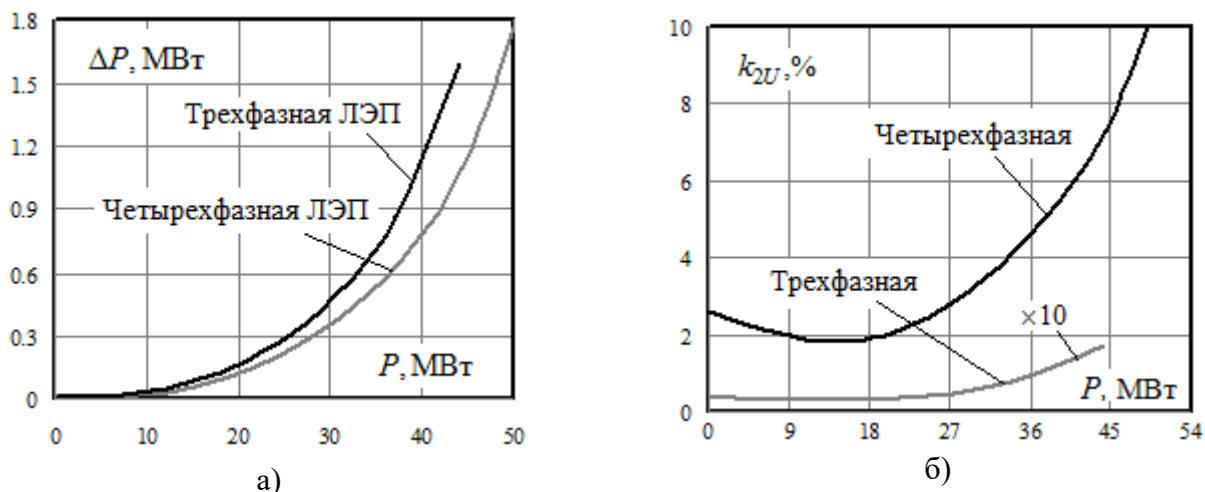 1.8
ΔP, МВт
1.5
Трехфазная ЛЭП
1.2
0.9
Четырехфазная ЛЭП
0.6
0.3
P, МВт
0
0 10 20 30 40 50
а)
10
k2U,%
8
Четырехфазная
6
4
Трехфазная
×10
2
P, МВт
0
0 9 18 27 36 45 54
б)